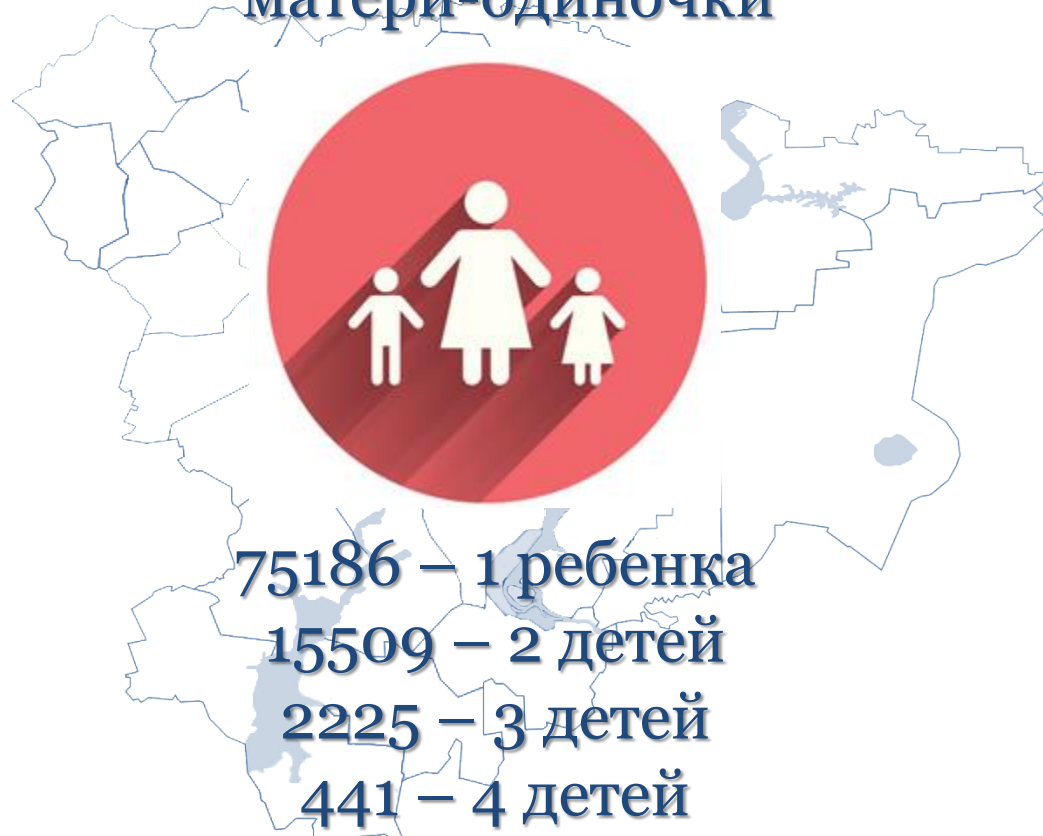 матери-одиночки
75186 – 1 ребенка
15509 – 2 детей
2225 – 3 детей
441 – 4 детей